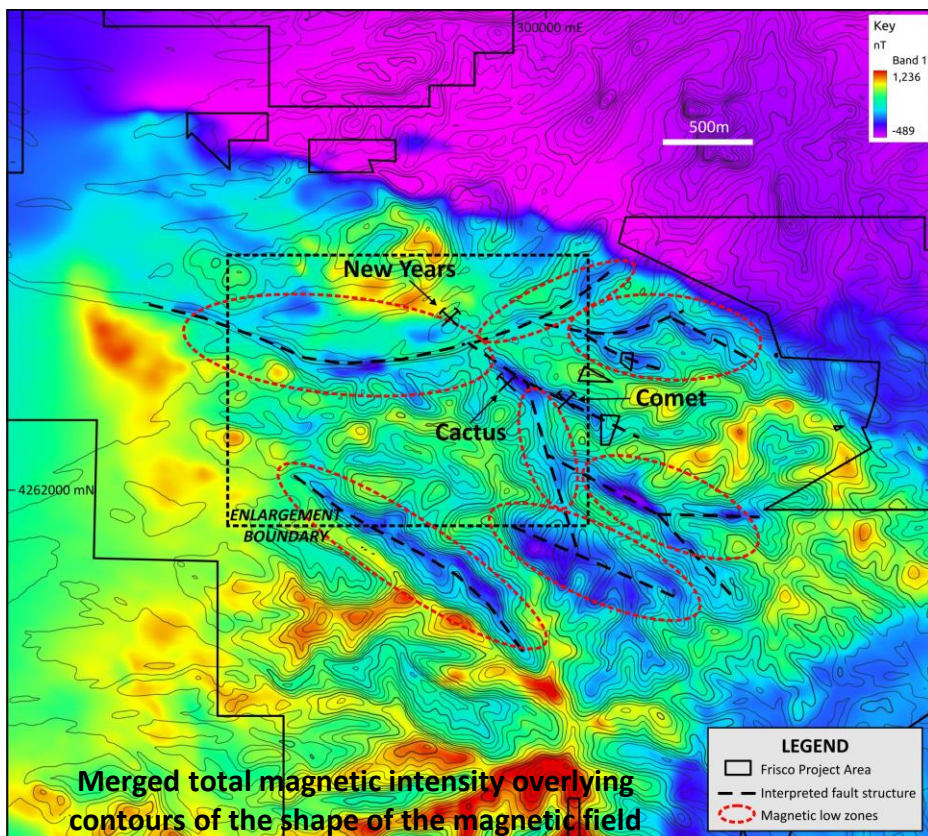 300000 mE
Key
nT
Band 1
1,236
-489
500m
New Years
Cactus
Comet
4262000 mN
ENLARGEMENT
BOUNDARY
LEGEND
Frisco Project Area
Interpreted fault structure
Magnetic low zones
Merged total magnetic intensity overlying
contours of the shape of the magnetic field